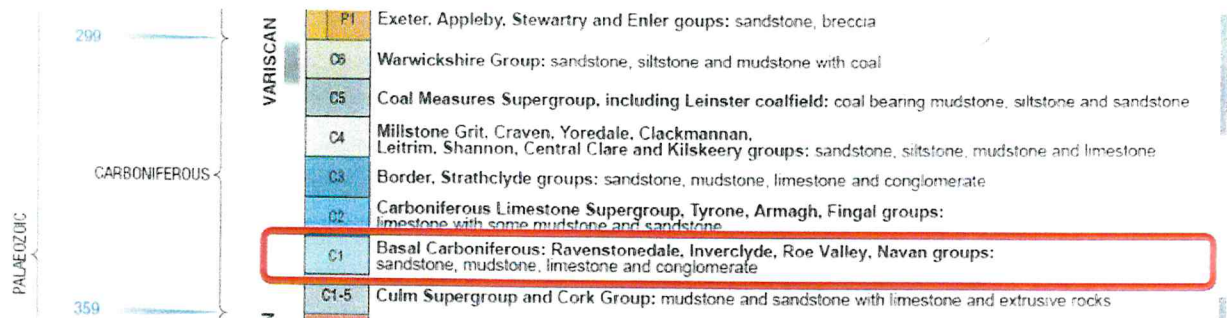 P1 Exeter, Appleby, Stewartry and Enler goups: sandstone, breccia
299
VARISCAN
C6 Warwickshire Group: sandstone, siltstone and mudstone with coal
C5 Coal Measures Supergroup, including Leinster coalfield: coal bearing mudstone, siltstone and sandstone
C4 Millstone Grit, Craven, Yoredale, Clackmannan,
Leitrim, Shannon, Central Clare and Kilskeery groups: sandstone, siltstone, mudstone and limestone
CARBONIFEROUS
C3 Border, Strathclyde groups: sandstone, mudstone, limestone and conglomerate
C2 Carboniferous Limestone Supergroup, Tyrone, Armagh, Fingal groups:
limestone with some mudstone and sandstone
PALAEOZOIC
C1 Basal Carboniferous: Ravenstonedale, Inverclyde, Roe Valley, Navan groups:
sandstone, mudstone, limestone and conglomerate
C1-5 Culm Supergroup and Cork Group: mudstone and sandstone with limestone and extrusive rocks
359
N